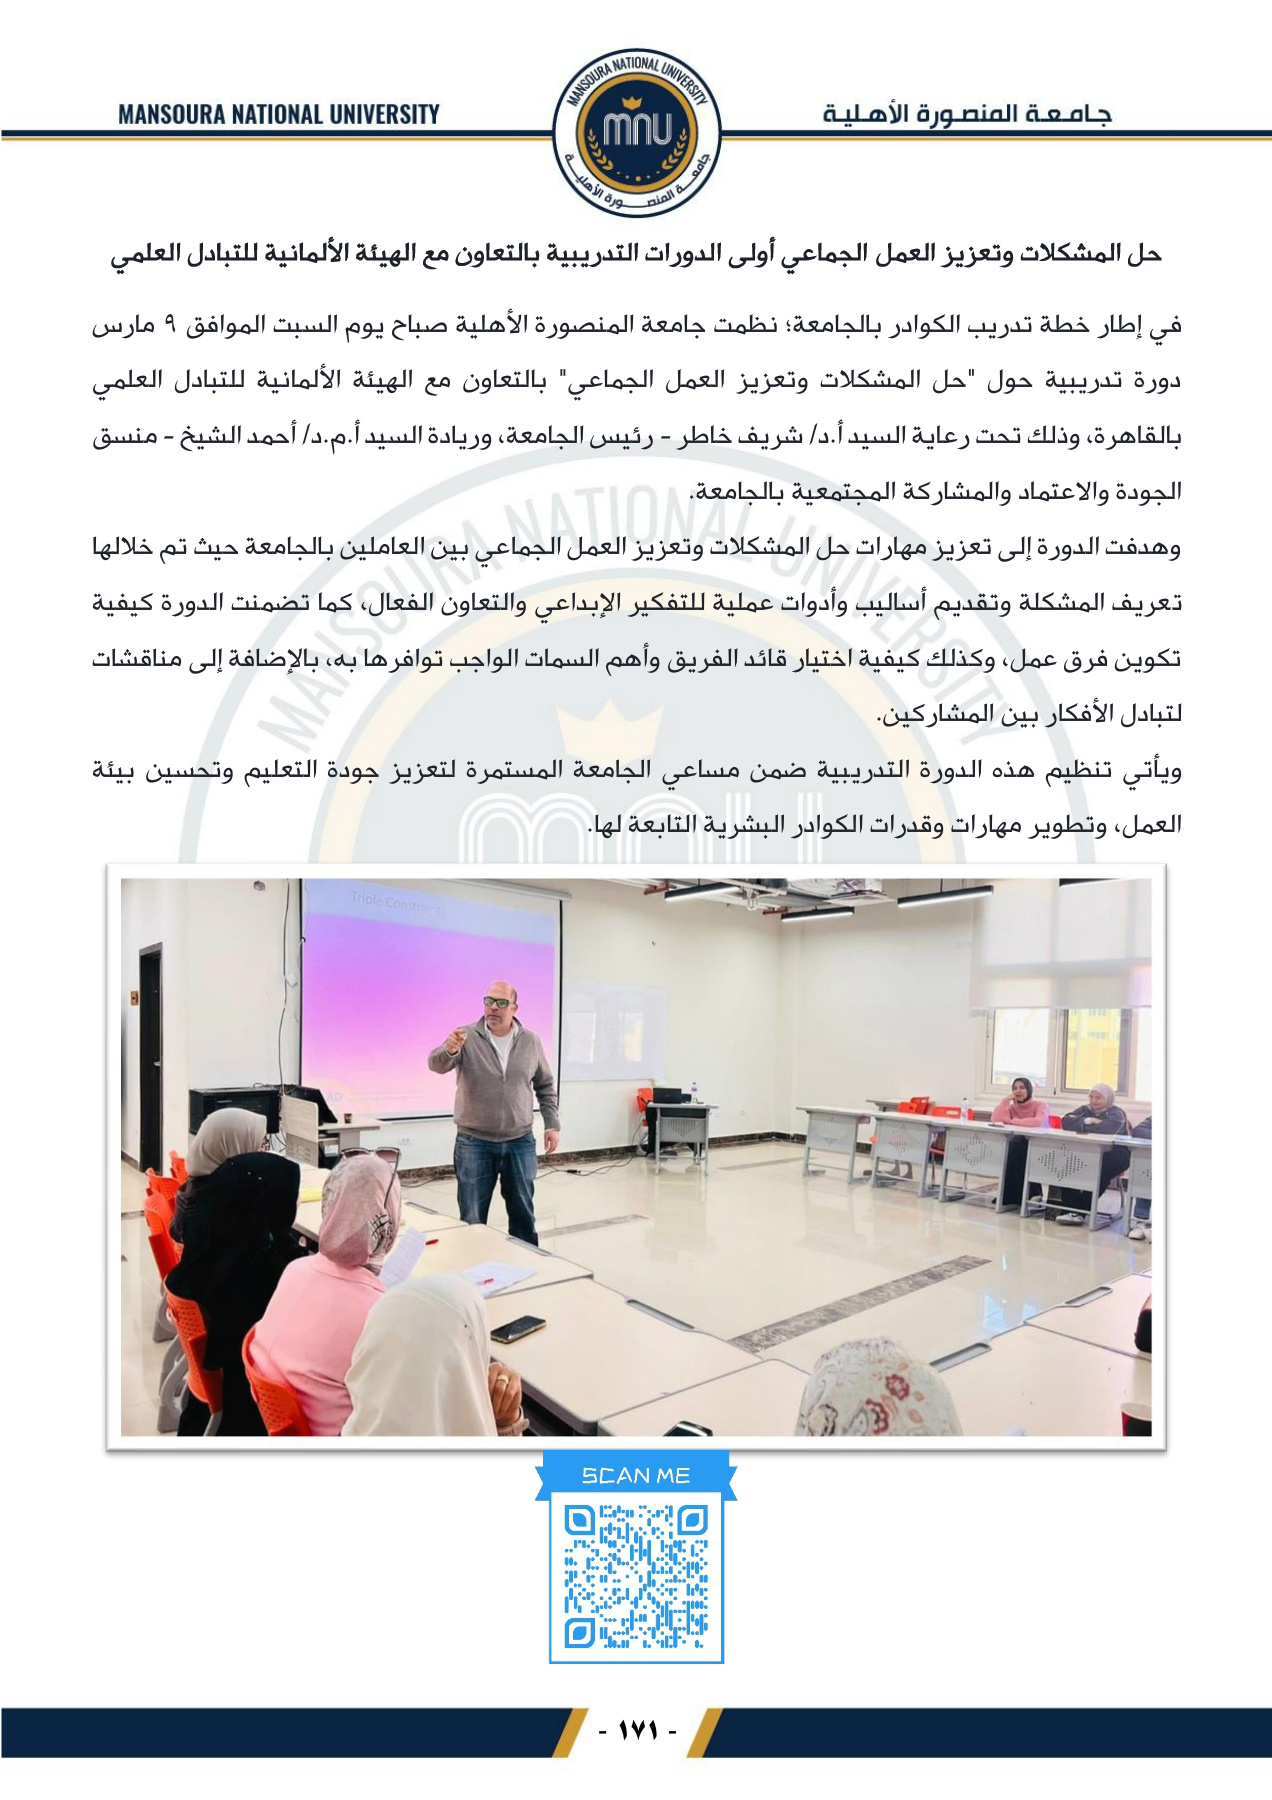 MANSOURA NATIONAL UNIVERSITY
جامعة المنصورة الأهلية
MANSOURA NATIONAL UNIVERSITY
mnu
جامعة المنصورة الأهلية
حل المشكلات وتعزيز العمل الجماعي أولى الدورات التدريبية بالتعاون مع الهيئة الألمانية للتبادل العلمي
في إطار خطة تدريب الكوادر بالجامعة؛ نظمت جامعة المنصورة الأهلية صباح يوم السبت الموافق ٩ مارس
دورة تدريبية حول "حل المشكلات وتعزيز العمل الجماعي" بالتعاون مع الهيئة الألمانية للتبادل العلمي
بالقاهرة، وذلك تحت رعاية السيد أ.د/ شريف خاطر - رئيس الجامعة، وريادة السيد أ.م.د/ أحمد الشيخ - منسق
الجودة والاعتماد والمشاركة المجتمعية بالجامعة.
وهدفت الدورة إلى تعزيز مهارات حل المشكلات وتعزيز العمل الجماعي بين العاملين بالجامعة حيث تم خلالها
تعريف المشكلة وتقديم أساليب وأدوات عملية للتفكير الإبداعي والتعاون الفعال، كما تضمنت الدورة كيفية
تكوين فرق عمل، وكذلك كيفية اختيار قائد الفريق وأهم السمات الواجب توافرها به، بالإضافة إلى مناقشات
لتبادل الأفكار بين المشاركين.
ويأتي تنظيم هذه الدورة التدريبية ضمن مساعي الجامعة المستمرة لتعزيز جودة التعليم وتحسين بيئة
العمل، وتطوير مهارات وقدرات الكوادر البشرية التابعة لها.
MANSOURA NATIONAL UNIVERSITY
mnu
Triple Constraints
SCAN ME
- ١٧١ -